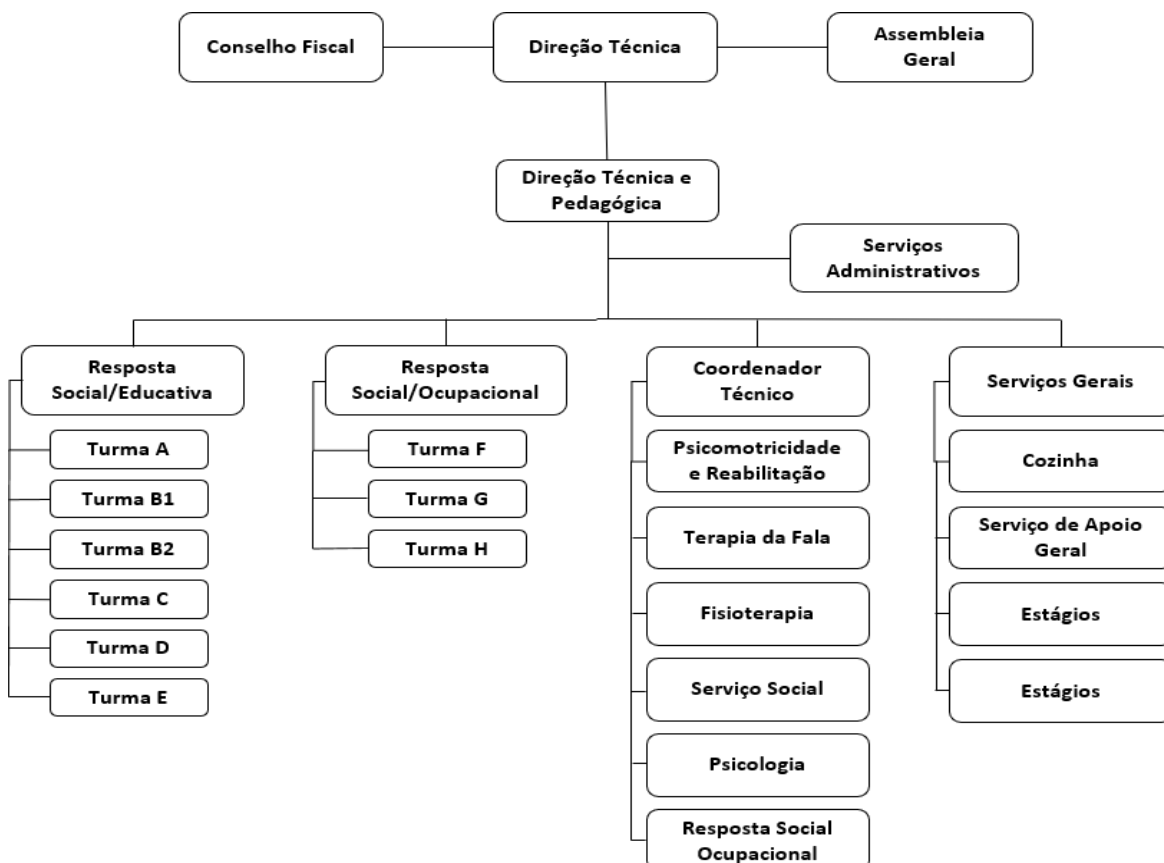 Conselho Fiscal
Direção Técnica
Assembleia
Geral
Direção Técnica e
Pedagógica
Serviços
Administrativos
Resposta
Social/Educativa
Turma A
Turma B1
Turma B2
Turma C
Turma D
Turma E
Resposta
Social/Ocupacional
Turma F
Turma G
Turma H
Coordenador
Técnico
Psicomotricidade
e Reabilitação
Terapia da Fala
Fisioterapia
Serviço Social
Psicologia
Resposta Social
Ocupacional
Serviços Gerais
Cozinha
Serviço de Apoio
Geral
Estágios
Estágios